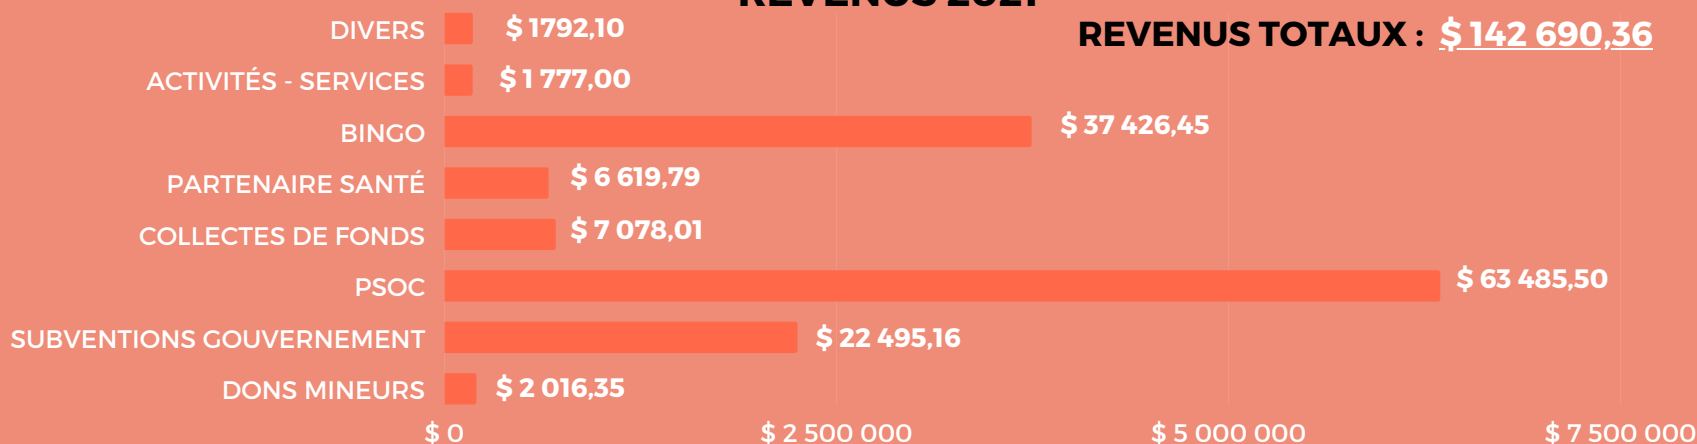 REVENUS 2021
DIVERS $ 1792,10
REVENUS TOTAUX : $ 142 690,36
ACTIVITÉS - SERVICES $ 1 777,00
BINGO $ 37 426,45
PARTENAIRE SANTÉ $ 6 619,79
COLLECTES DE FONDS $ 7 078,01
PSOC $ 63 485,50
SUBVENTIONS GOUVERNEMENT $ 22 495,16
DONS MINEURS $ 2 016,35
$ 0 $ 2 500 000 $ 5 000 000 $ 7 500 000